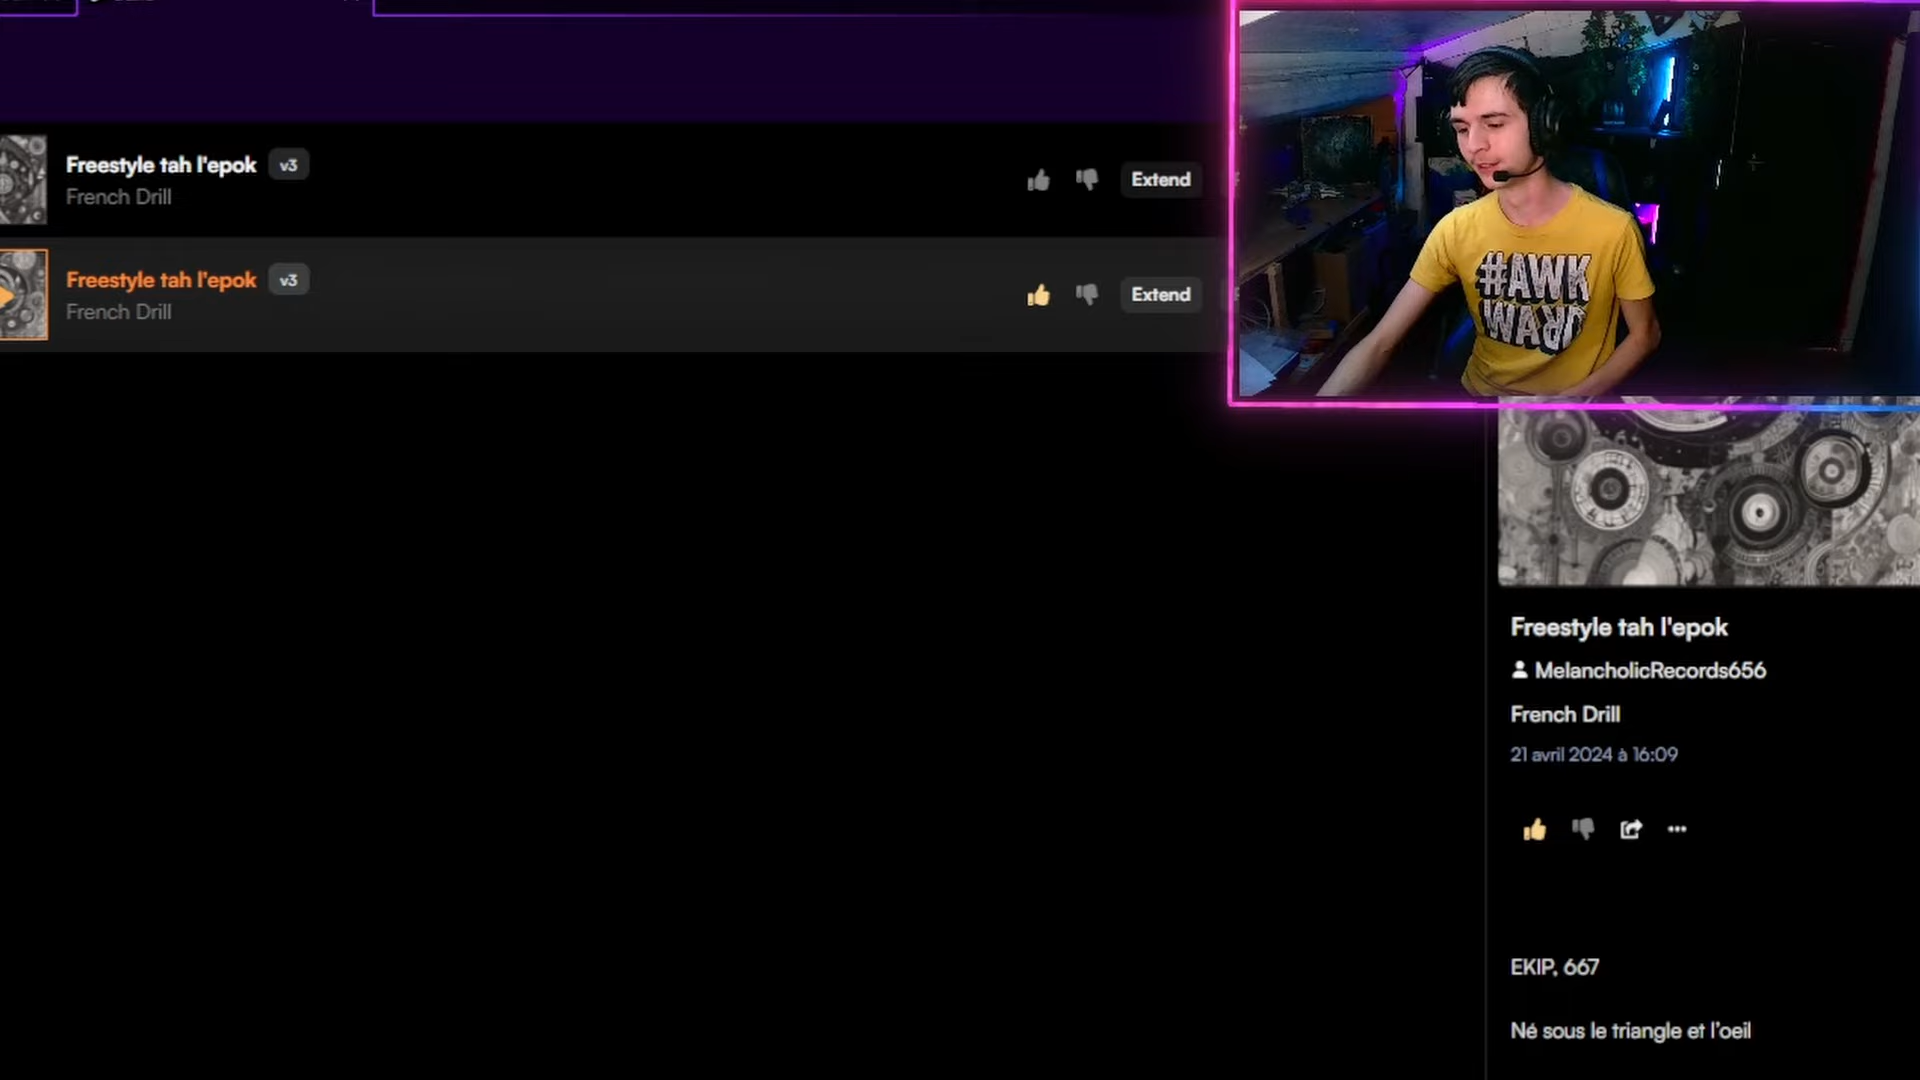 Freestyle tah l'epok v3
French Drill
Extend
Freestyle tah l'epok v3
French Drill
Extend
#AWK
WARD
Freestyle tah l'epok
MelancholicRecords656
French Drill
21 avril 2024 à 16:09
EKIP, 667
Né sous le triangle et l'oeil